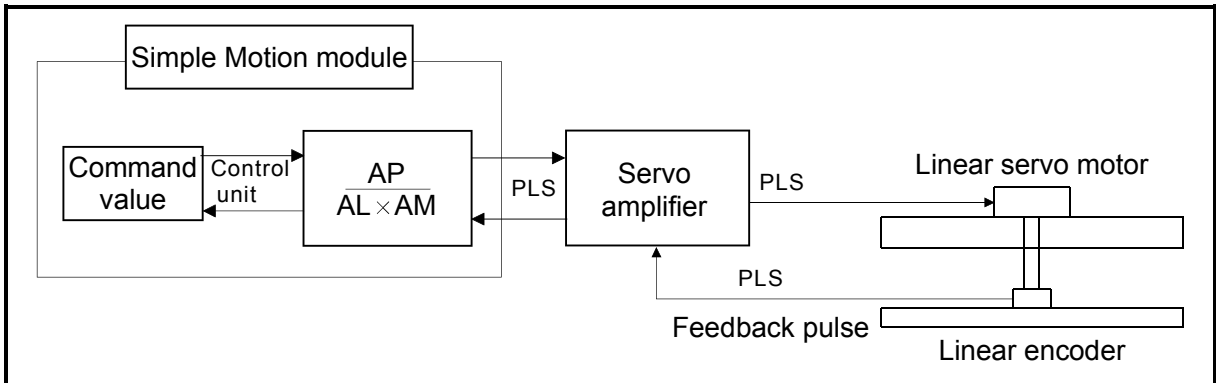 Simple Motion module
Command
value
Control
unit
AP
AL × AM
PLS
Servo
amplifier
PLS
Linear servo motor
PLS
Feedback pulse
Linear encoder